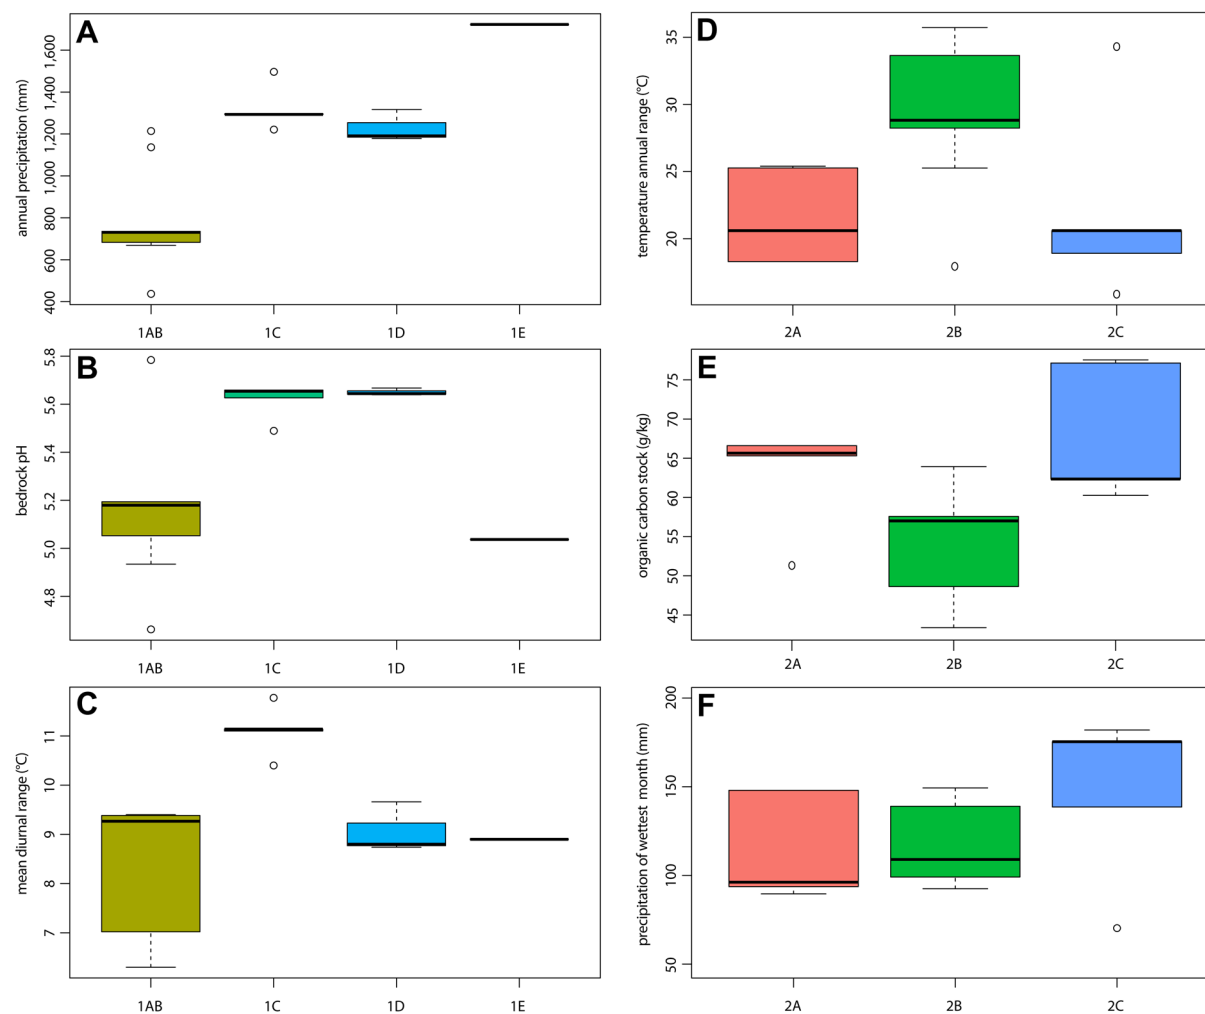 A
annual precipitation (mm)
1,600
1,400
1,200
1,000
800
600
400
1AB 1C 1D 1E
B
bedrock pH
5.8
5.6
5.4
5.2
5.0
4.8
1AB 1C 1D 1E
C
mean diurnal range (°C)
11
10
9
8
7
1AB 1C 1D 1E
D
temperature annual range (°C)
35
30
25
20
2A 2B 2C
E
organic carbon stock (g/kg)
75
70
65
60
55
50
45
2A 2B 2C
F
precipitation of wettest month (mm)
200
150
100
50
2A 2B 2C